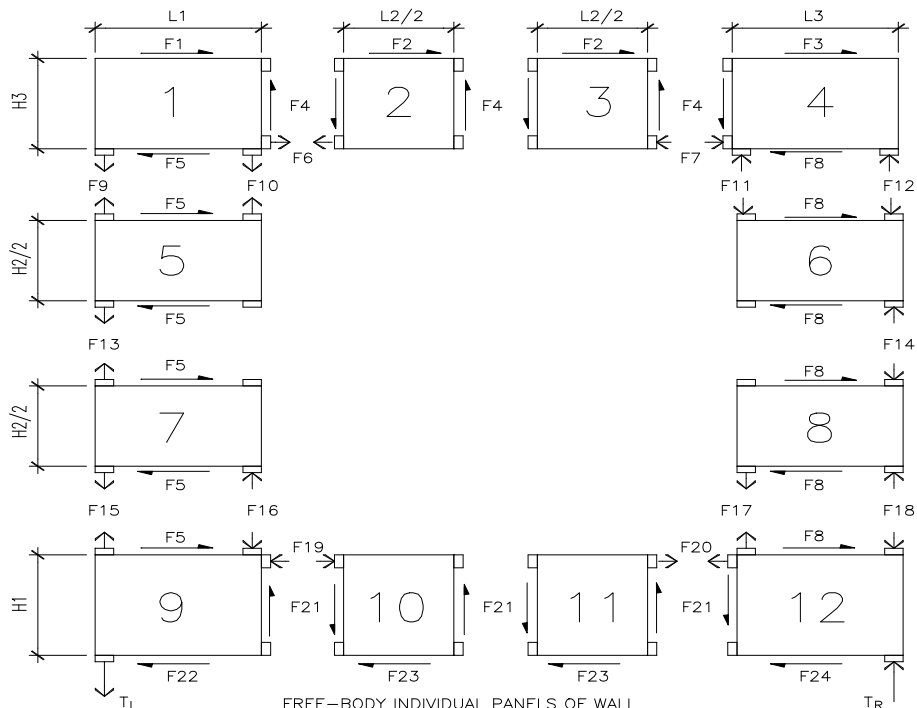 L1 L2/2 L2/2 L3
F1 F2 F2 F3
H3 1 F4 2 F4 3 F4 4
F5 F6 F7 F8
F9 F10 F11 F12
F5 F8
H2/2 5 6
F5 F8
F13 F14
F5 F8
H2/2 7 8
F5 F8
F15 F16 F17 F18
F5 F19 F20 F8
H1 9 F21 10 F21 11 F21 12
F22 F23 F23 F24
TL FREE-BODY INDIVIDUAL PANELS OF WALL TR